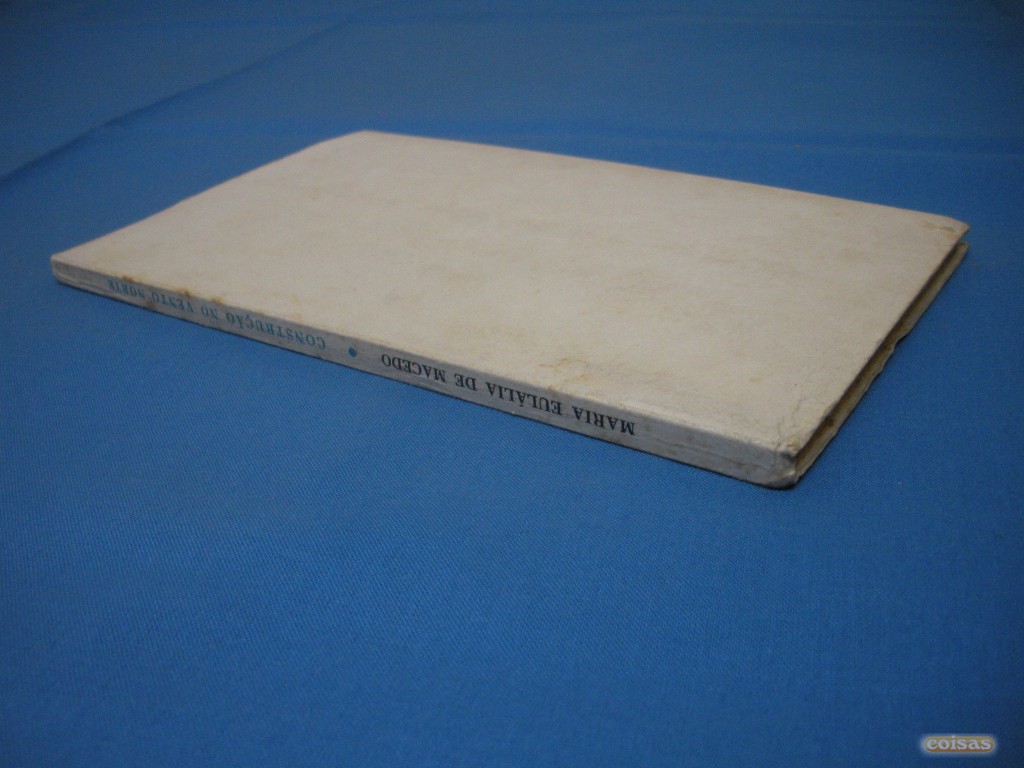 MARIA EULÁLIA DE MACEDO • CONSTRUÇÃO NO VENTO NORTE
coisas